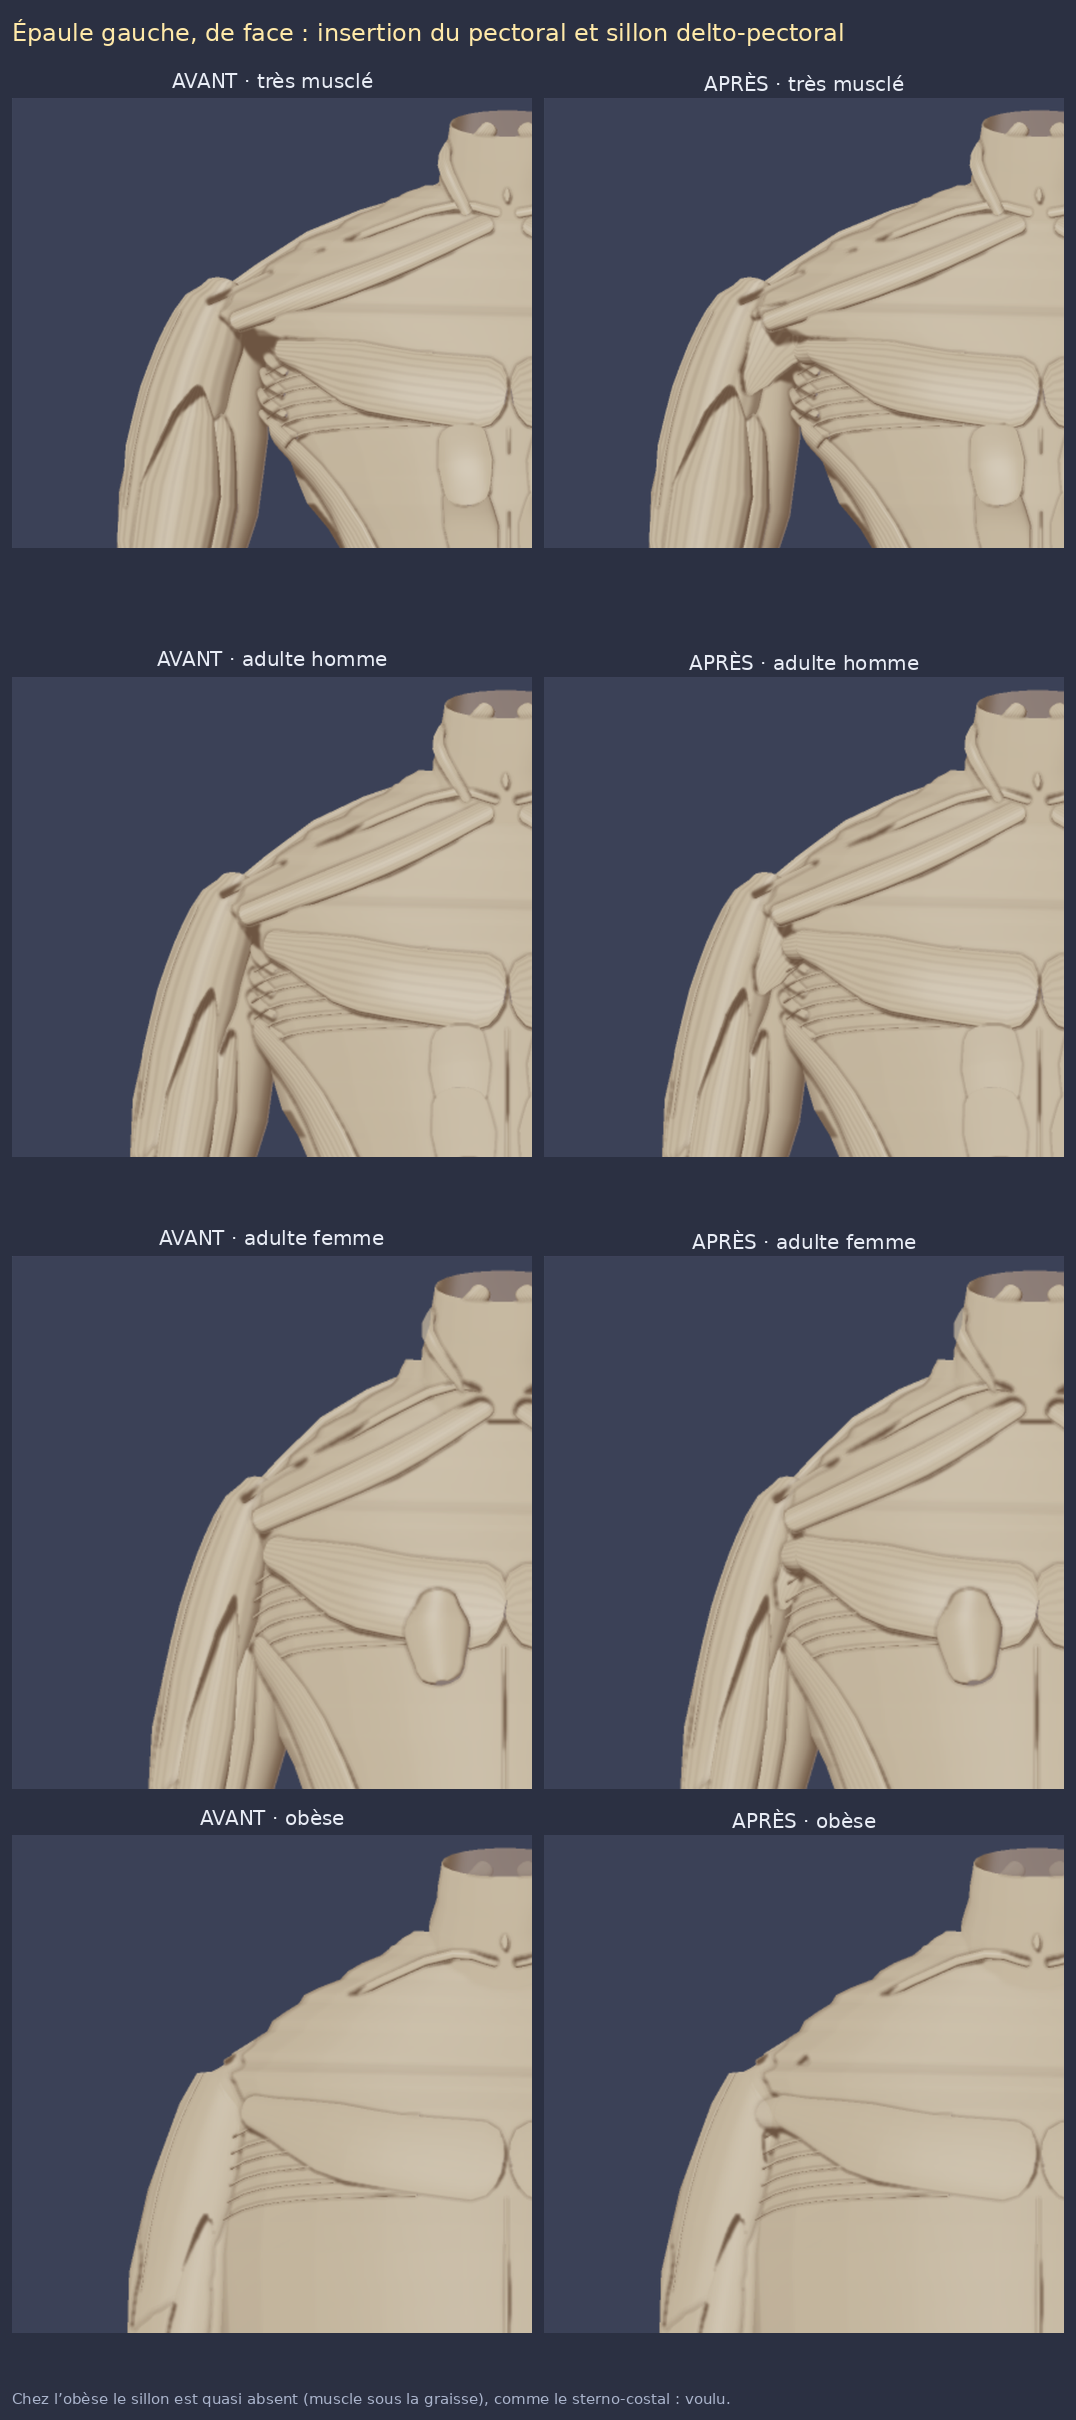 Épaule gauche, de face : insertion du pectoral et sillon delto-pectoral
AVANT · très musclé
APRÈS · très musclé
AVANT · adulte homme
APRÈS · adulte homme
AVANT · adulte femme
APRÈS · adulte femme
AVANT · obèse
APRÈS · obèse
Chez l’obèse le sillon est quasi absent (muscle sous la graisse), comme le sterno-costal : voulu.